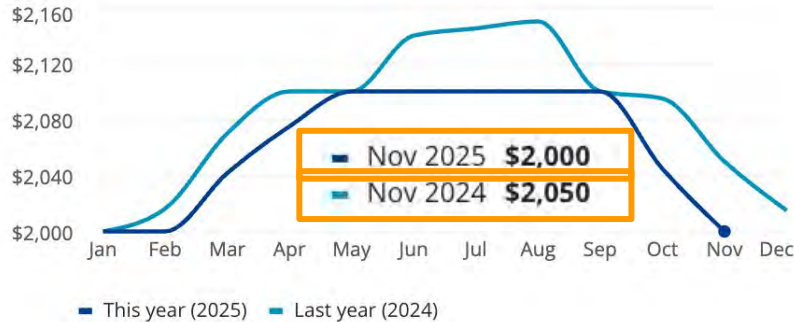 $2,160
$2,120
$2,080
Nov 2025 $2,000
$2,040
Nov 2024 $2,050
$2,000
Jan Feb Mar Apr May Jun Jul Aug Sep Oct Nov Dec
This year (2025) Last year (2024)